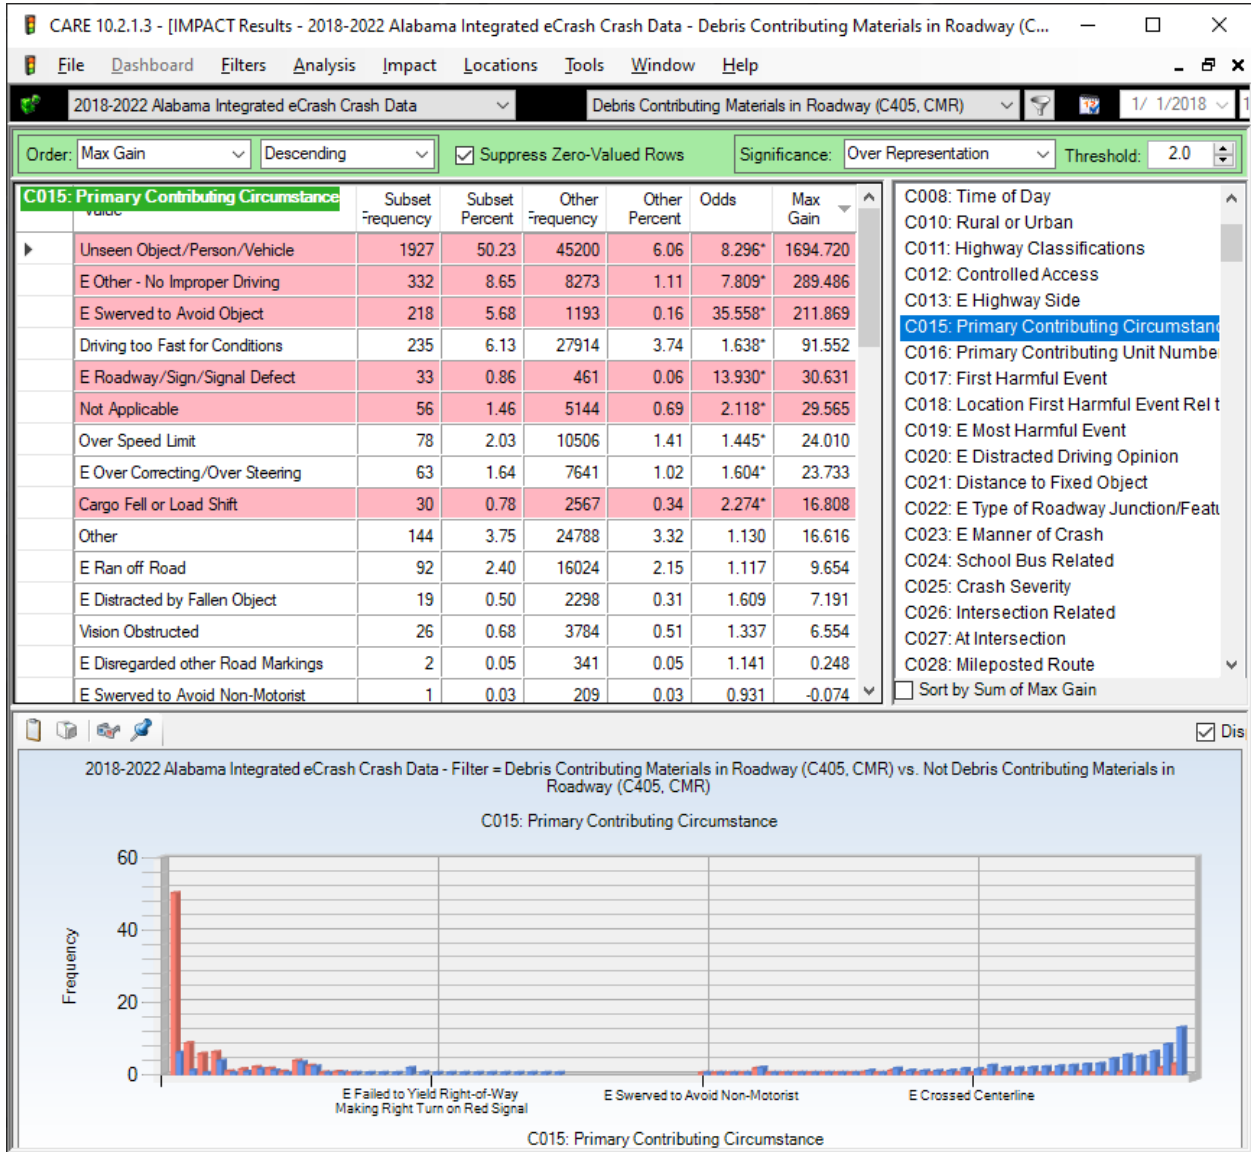 CARE 10.2.1.3 - [IMPACT Results - 2018-2022 Alabama Integrated eCrash Crash Data - Debris Contributing Materials in Roadway (C...
File Dashboard Filters Analysis Impact Locations Tools Window Help
2018-2022 Alabama Integrated eCrash Crash Data Debris Contributing Materials in Roadway (C405, CMR) 1/ 1/2018 1
Order: Max Gain Descending Suppress Zero-Valued Rows Significance: Over Representation Threshold: 2.0
C015: Primary Contributing Circumstance Subset Frequency Subset Percent Other Frequency Other Percent Odds Max Gain
Unseen Object/Person/Vehicle 1927 50.23 45200 6.06 8.296* 1694.720
E Other - No Improper Driving 332 8.65 8273 1.11 7.809* 289.486
E Swerved to Avoid Object 218 5.68 1193 0.16 35.558* 211.869
Driving too Fast for Conditions 235 6.13 27914 3.74 1.638* 91.552
E Roadway/Sign/Signal Defect 33 0.86 461 0.06 13.930* 30.631
Not Applicable 56 1.46 5144 0.69 2.118* 29.565
Over Speed Limit 78 2.03 10506 1.41 1.445* 24.010
E Over Correcting/Over Steering 63 1.64 7641 1.02 1.604* 23.733
Cargo Fell or Load Shift 30 0.78 2567 0.34 2.274* 16.808
Other 144 3.75 24788 3.32 1.130 16.616
E Ran off Road 92 2.40 16024 2.15 1.117 9.654
E Distracted by Fallen Object 19 0.50 2298 0.31 1.609 7.191
Vision Obstructed 26 0.68 3784 0.51 1.337 6.554
E Disregarded other Road Markings 2 0.05 341 0.05 1.141 0.248
E Swerved to Avoid Non-Motorist 1 0.03 209 0.03 0.931 -0.074
C008: Time of Day
C010: Rural or Urban
C011: Highway Classifications
C012: Controlled Access
C013: E Highway Side
C015: Primary Contributing Circumstanc
C016: Primary Contributing Unit Numbe
C017: First Harmful Event
C018: Location First Harmful Event Rel t
C019: E Most Harmful Event
C020: E Distracted Driving Opinion
C021: Distance to Fixed Object
C022: E Type of Roadway Junction/Featu
C023: E Manner of Crash
C024: School Bus Related
C025: Crash Severity
C026: Intersection Related
C027: At Intersection
C028: Mileposted Route
Sort by Sum of Max Gain
Dis
2018-2022 Alabama Integrated eCrash Crash Data - Filter = Debris Contributing Materials in Roadway (C405, CMR) vs. Not Debris Contributing Materials in
Roadway (C405, CMR)
C015: Primary Contributing Circumstance
60
40
20
0
Frequency
E Failed to Yield Right-of-Way
Making Right Turn on Red Signal
E Swerved to Avoid Non-Motorist
E Crossed Centerline
C015: Primary Contributing Circumstance